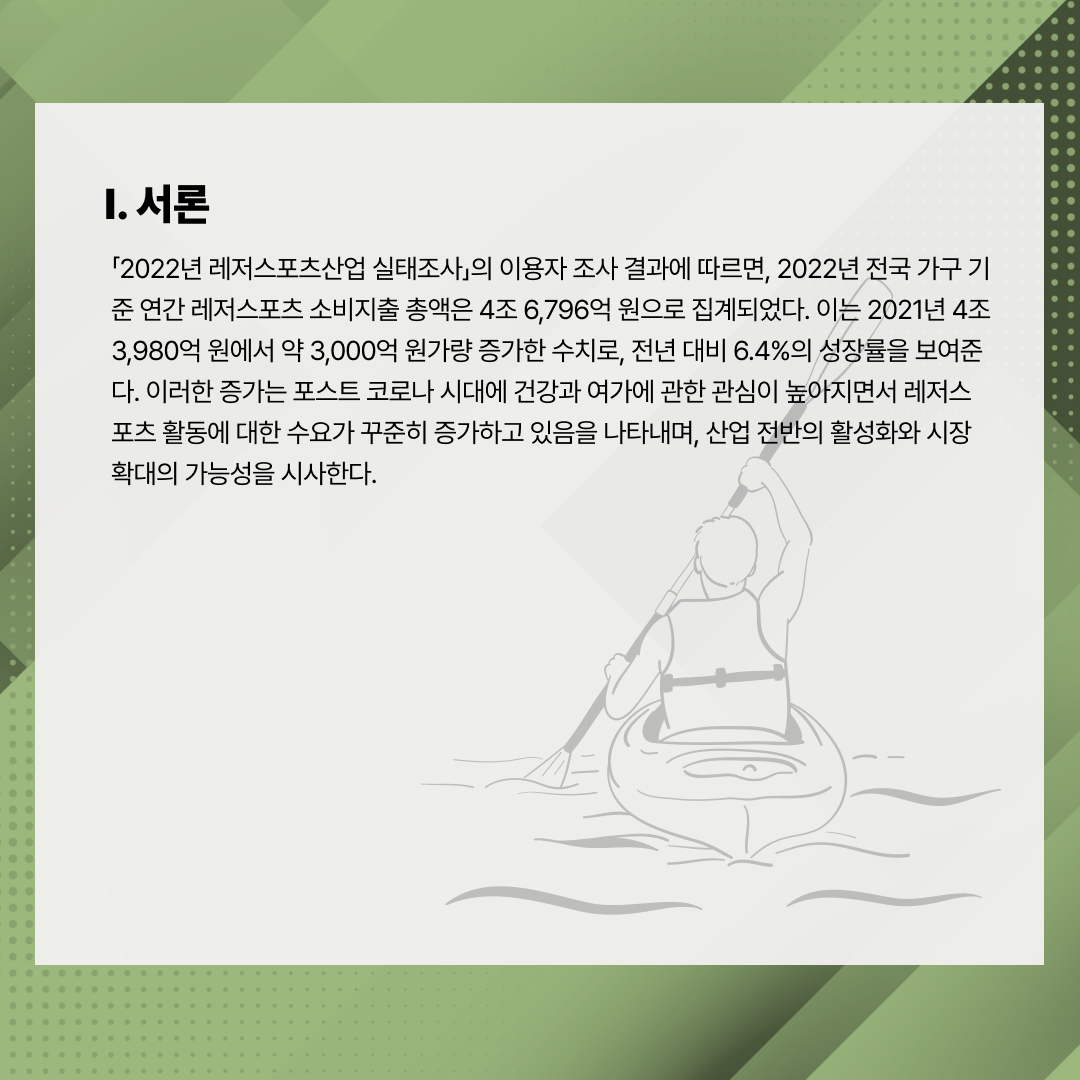 I. 서론
「2022년 레저스포츠산업 실태조사」의 이용자 조사 결과에 따르면, 2022년 전국 가구 기
준 연간 레저스포츠 소비지출 총액은 4조 6,796억 원으로 집계되었다. 이는 2021년 4조
3,980억 원에서 약 3,000억 원가량 증가한 수치로, 전년 대비 6.4%의 성장률을 보여준
다. 이러한 증가는 포스트 코로나 시대에 건강과 여가에 관한 관심이 높아지면서 레저스
포츠 활동에 대한 수요가 꾸준히 증가하고 있음을 나타내며, 산업 전반의 활성화와 시장
확대의 가능성을 시사한다.